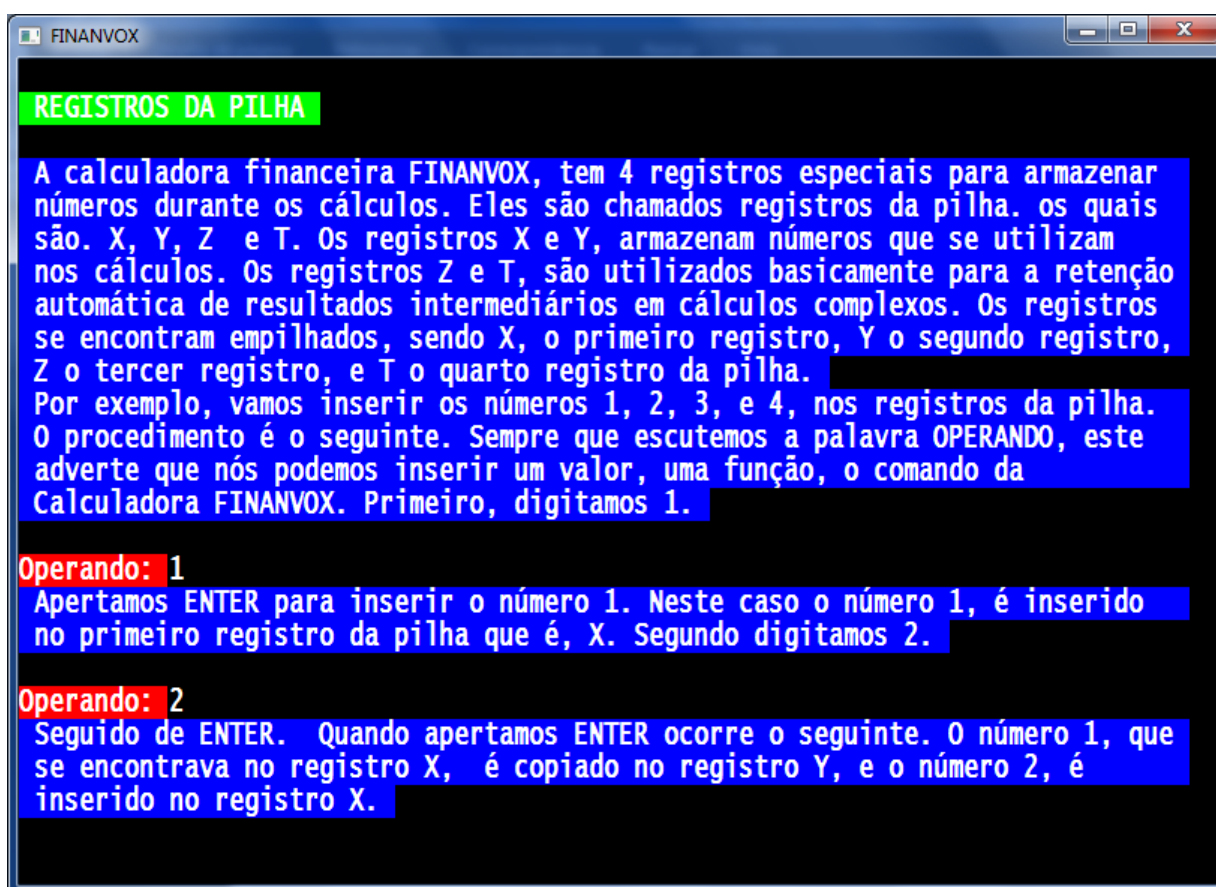 FINANVOX
REGISTROS DA PILHA
A calculadora financeira FINANVOX, tem 4 registros especiais para armazenar
números durante os cálculos. Eles são chamados registros da pilha. os quais
são. X, Y, Z  e T. Os registros X e Y, armazenam números que se utilizam
nos cálculos. Os registros Z e T, são utilizados basicamente para a retenção
automática de resultados intermediários em cálculos complexos. Os registros
se encontram empilhados, sendo X, o primeiro registro, Y o segundo registro,
Z o tercer registro, e T o quarto registro da pilha.
Por exemplo, vamos inserir os números 1, 2, 3, e 4, nos registros da pilha.
O procedimento é o seguinte. Sempre que escutemos a palavra OPERANDO, este
adverte que nós podemos inserir um valor, uma função, o comando da
Calculadora FINANVOX. Primeiro, digitamos 1.
Operando: 1
Apertamos ENTER para inserir o número 1. Neste caso o número 1, é inserido
no primeiro registro da pilha que é, X. Segundo digitamos 2.
Operando: 2
Seguido de ENTER.  Quando apertamos ENTER ocorre o seguinte. O número 1, que
se encontrava no registro X,  é copiado no registro Y, e o número 2, é
inserido no registro X.